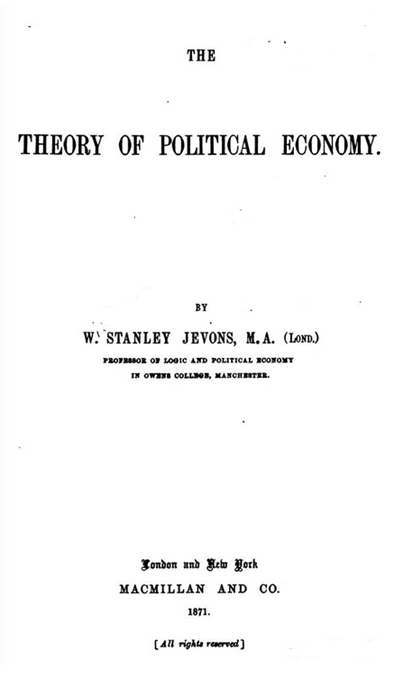 THE
THEORY OF POLITICAL ECONOMY.
BY
W. STANLEY JEVONS, M.A. (LOND.)
PROFESSOR OF LOGIC AND POLITICAL ECONOMY
IN OWENS COLLEGE, MANCHESTER.
London and New York
MACMILLAN AND CO.
1871.
[All rights reserved]